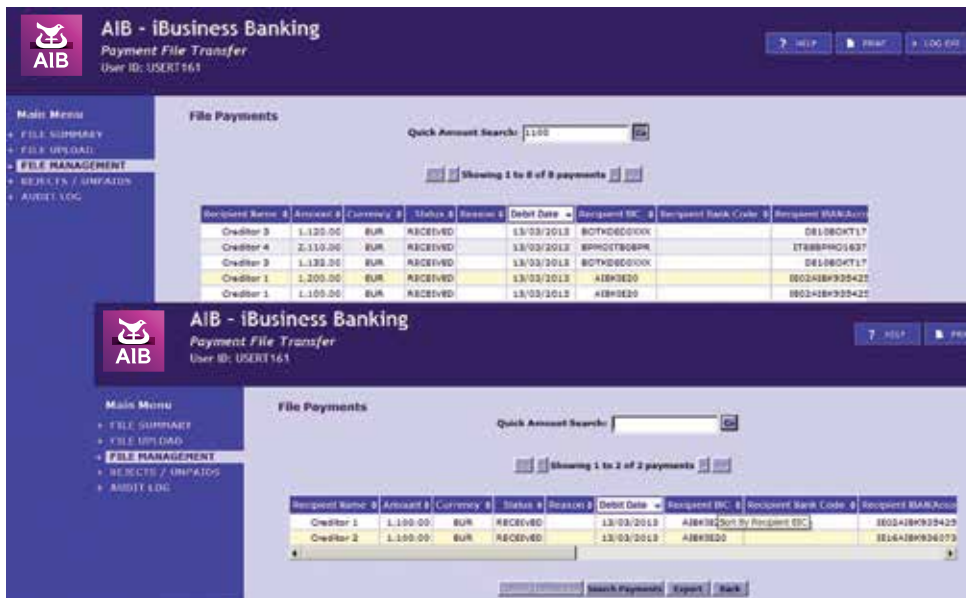 AIB
AIB - iBusiness Banking
Payment File Transfer
User ID: USERT161
? HELP PRINT LOG OFF
Main Menu
FILE SUMMARY
FILE UPLOAD
FILE MANAGEMENT
REJECTS / UNPAIDS
AUDIT LOG
File Payments
Quick Amount Search: 1100 Go
Showing 1 to 8 of 8 payments
Recipient Name Amount Currency Status Reason Debit Date Recipient BIC Recipient Bank Code Recipient IBAN/Acco
Creditor 3 1,120.00 EUR RECEIVED 13/03/2013
Creditor 4 2,110.00 EUR RECEIVED 13/03/2013
Creditor 3 1,132.00 EUR RECEIVED 13/03/2013
Creditor 1 1,200.00 EUR RECEIVED 13/03/2013 AIBKIE20
Creditor 1 1,100.00 EUR RECEIVED 13/03/2013 AIBKIE20
AIB
AIB - iBusiness Banking
Payment File Transfer
User ID: USERT161
? HELP
Main Menu
FILE SUMMARY
FILE UPLOAD
FILE MANAGEMENT
REJECTS / UNPAIDS
AUDIT LOG
File Payments
Quick Amount Search: Go
Showing 1 to 2 of 2 payments
Recipient Name Amount Currency Status Reason Debit Date Recipient BIC Recipient Bank Code Recipient IBAN/Acco
Creditor 1 1,100.00 EUR RECEIVED 13/03/2013 Sort By Recipient BIC
Creditor 2 1,100.00 EUR RECEIVED 13/03/2013 AIBKIE20
Search Payments Export Back